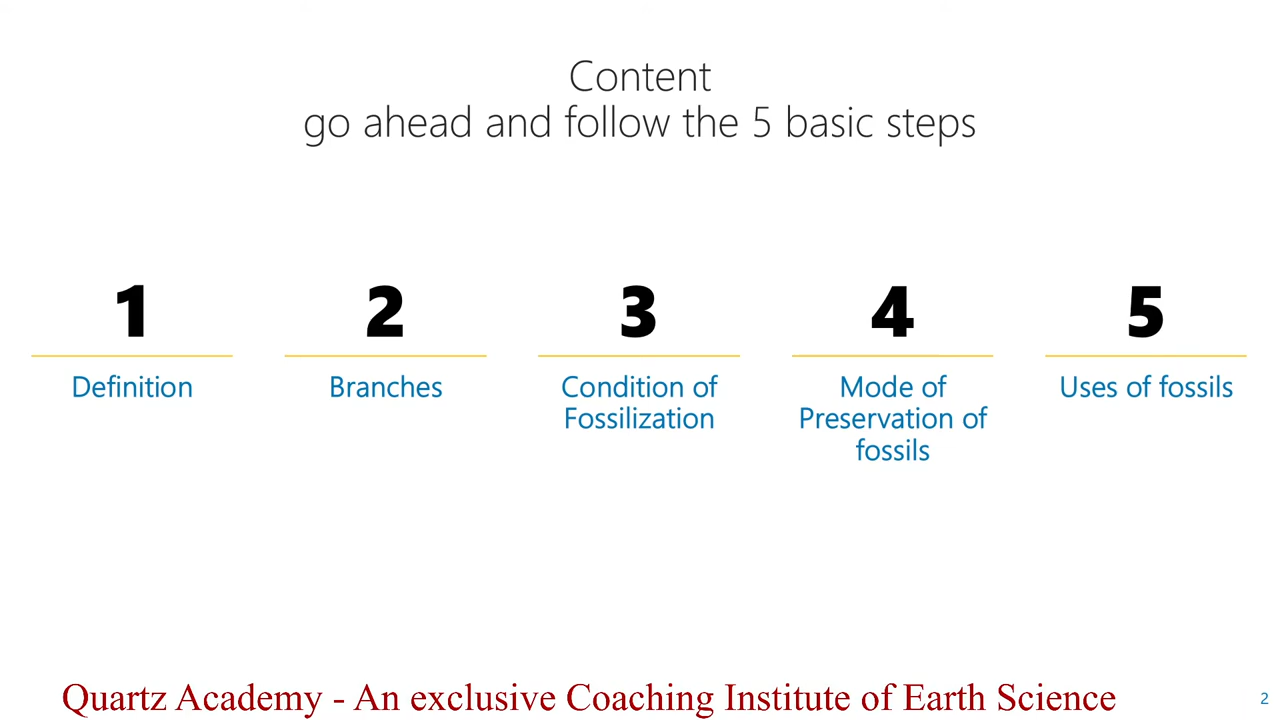 Content
go ahead and follow the 5 basic steps
1
Definition
2
Branches
3
Condition of
Fossilization
4
Mode of
Preservation of
fossils
5
Uses of fossils
Quartz Academy - An exclusive Coaching Institute of Earth Science
2